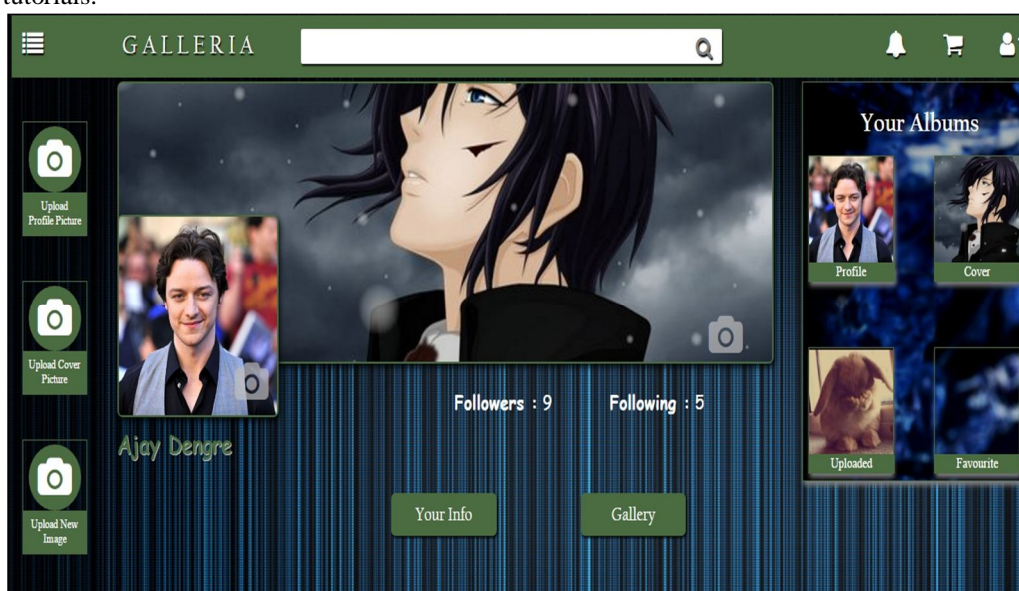 tutorials.
GALLERIA
Your Albums
Upload
Profile Picture
Profile
Cover
Upload Cover
Picture
Followers : 9
Following : 5
Ajay Dengre
Uploaded
Favourite
Your Info
Gallery
Upload New
Image